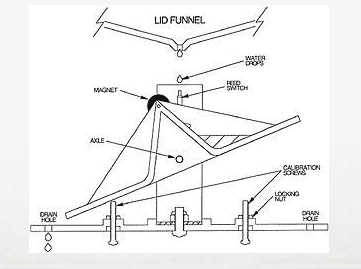 LID FUNNEL
WATER
DROPS
MAGNET
REED
SWITCH
AXLE
CALIBRATION
SCREWS
LOCKING
NUT
DRAIN
HOLE
DRAIN
HOLE